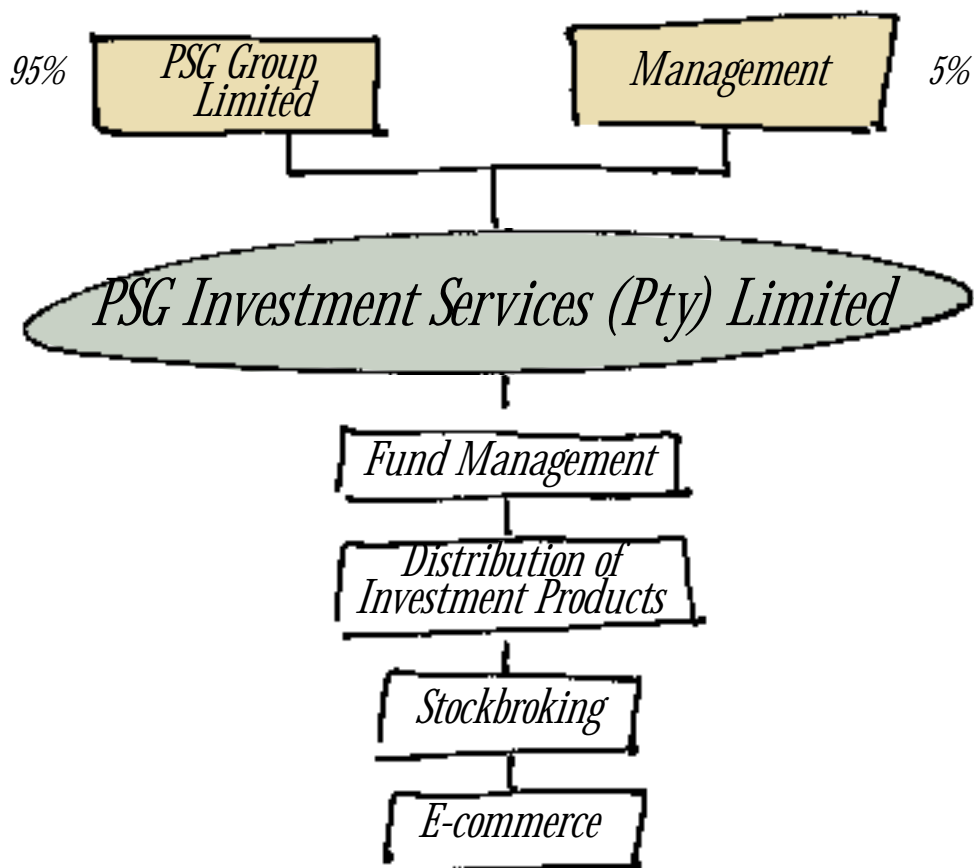 95%
PSG Group
Limited
Management
5%
PSG Investment Services (Pty) Limited
Fund Management
Distribution of
Investment Products
Stockbroking
E-commerce